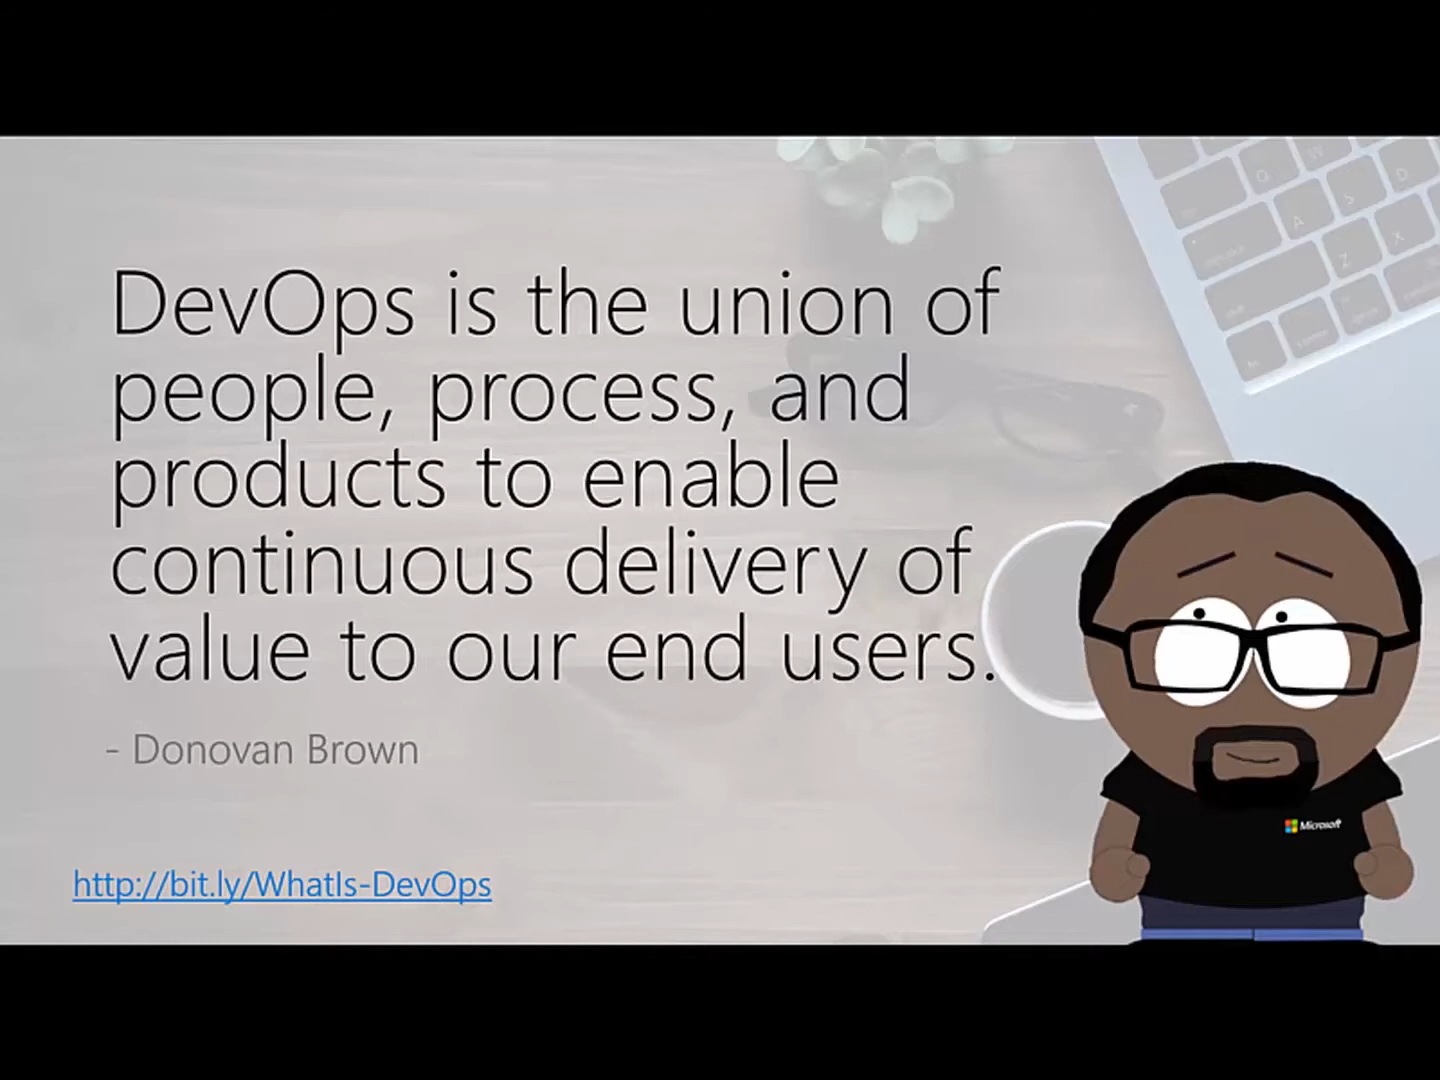 DevOps is the union of
people, process, and
products to enable
continuous delivery of
value to our end users.
- Donovan Brown
Microsoft
http://bit.ly/WhatIs-DevOps